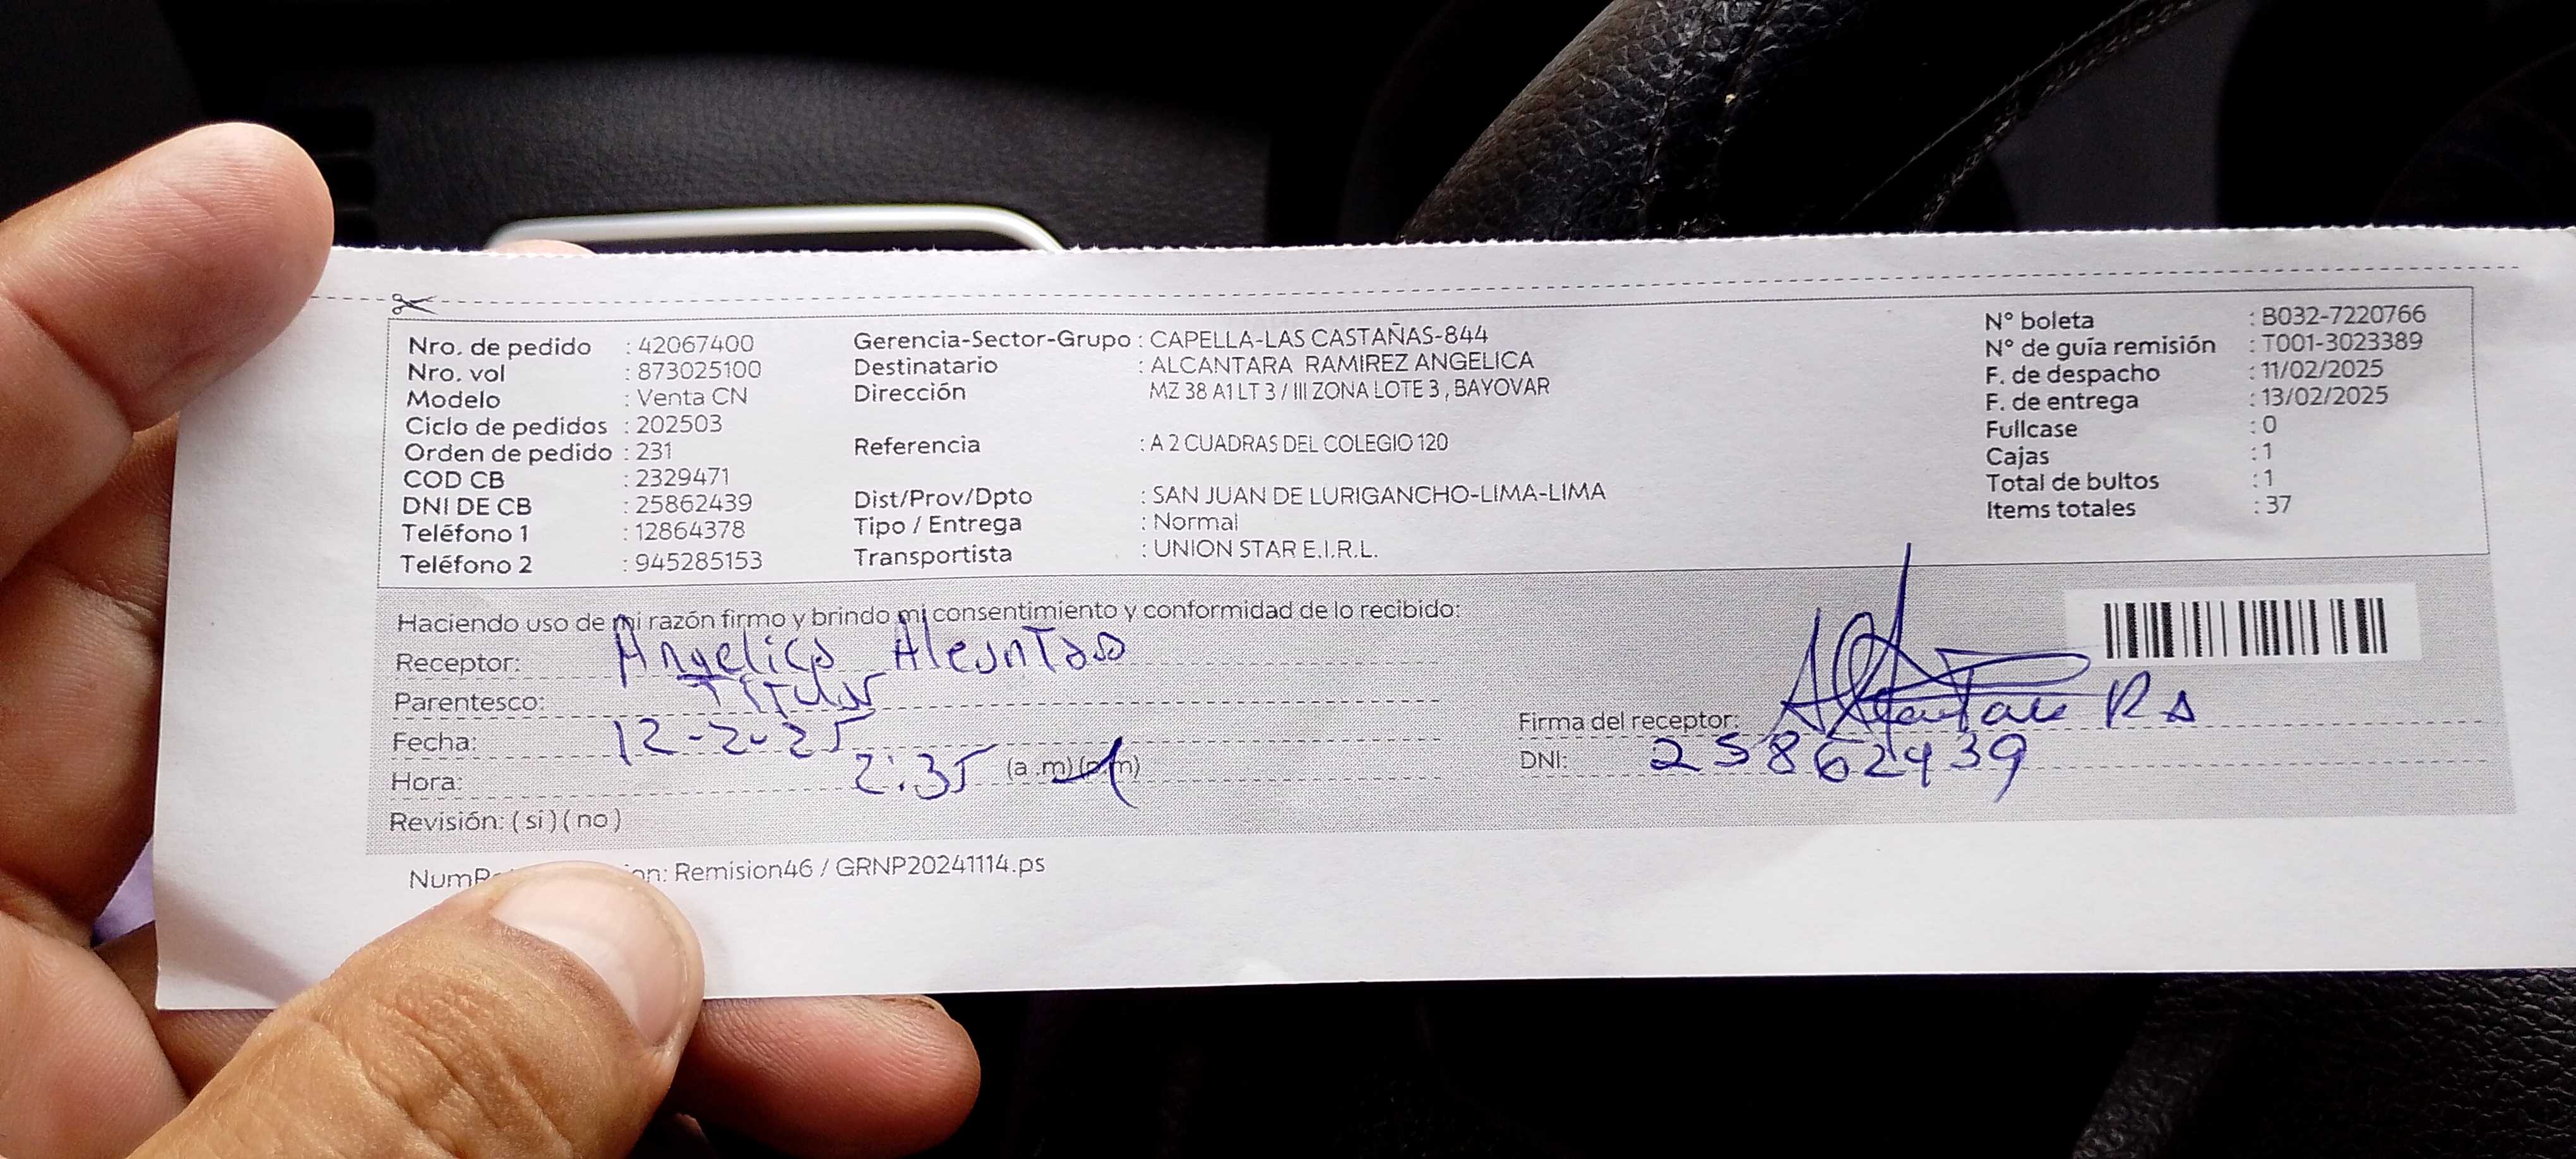 Nro. de pedido : 42067400
Nro. vol : 873025100
Modelo : Venta CN
Ciclo de pedidos : 202503
Orden de pedido : 231
COD CB : 2329471
DNI DE CB : 25862439
Teléfono 1 : 12864378
Teléfono 2 : 945285153
Gerencia-Sector-Grupo : CAPELLA-LAS CASTAÑAS-844
Destinatario : ALCANTARA RAMIREZ ANGELICA
Dirección MZ 38 A1 LT 3 / III ZONA LOTE 3 , BAYOVAR
Referencia : A 2 CUADRAS DEL COLEGIO 120
Dist/Prov/Dpto : SAN JUAN DE LURIGANCHO-LIMA-LIMA
Tipo / Entrega : Normal
Transportista : UNION STAR E.I.R.L.
N° boleta : B032-7220766
N° de guía remisión : T001-3023389
F. de despacho : 11/02/2025
F. de entrega : 13/02/2025
Fullcase : 0
Cajas : 1
Total de bultos : 1
Items totales : 37
Haciendo uso de mi razón firmo y brindo mi consentimiento y conformidad de lo recibido:
Receptor: Angelica
Parentesco: Titular
Fecha: 12-2-25
Hora: 2:35 (a.m) (p.m)
Revisión: ( si ) ( no )
Firma del receptor:
DNI: 25862439
on: Remision46 / GRNP20241114.ps